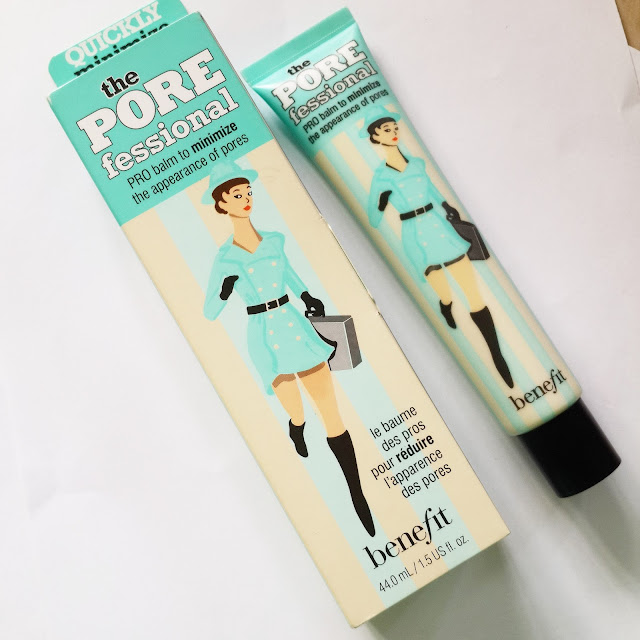 QUICKLY
minimize
the
PORE
fessional
PRO balm to minimize
the appearance of pores
le baume
des pros
pour réduire
l'apparence
des pores
benefit
44.0 mL / 1.5 US fl. oz.
the
PORE
fessional
PRO balm to minimize
the appearance of pores
benefit